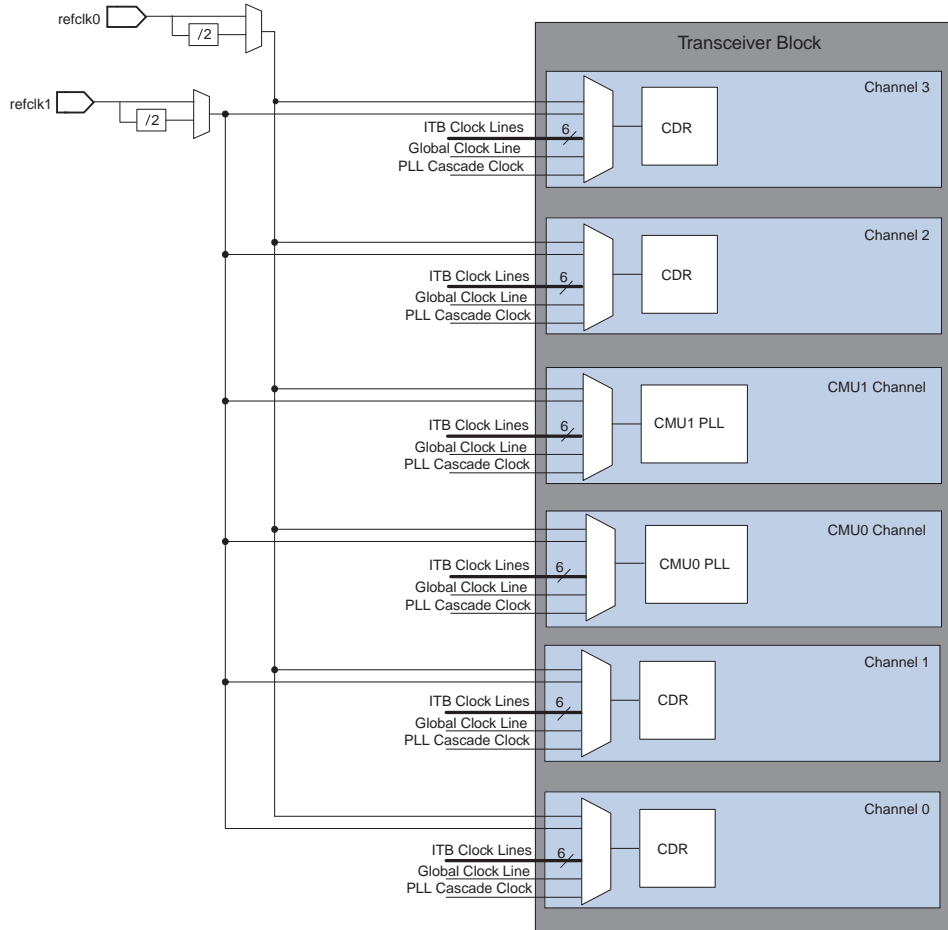 refclk0
/2
refclk1
/2
Transceiver Block
Channel 3
ITB Clock Lines
6
Global Clock Line
PLL Cascade Clock
CDR
Channel 2
ITB Clock Lines
6
Global Clock Line
PLL Cascade Clock
CDR
CMU1 Channel
ITB Clock Lines
6
Global Clock Line
PLL Cascade Clock
CMU1 PLL
CMU0 Channel
ITB Clock Lines
6
Global Clock Line
PLL Cascade Clock
CMU0 PLL
Channel 1
ITB Clock Lines
6
Global Clock Line
PLL Cascade Clock
CDR
Channel 0
ITB Clock Lines
6
Global Clock Line
PLL Cascade Clock
CDR